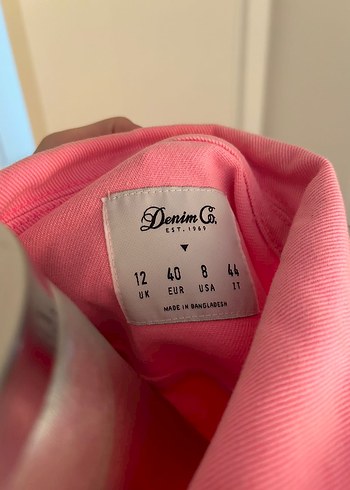 Denim Co.
EST. 1969
12 40 8 44
UK EUR USA IT
MADE IN BANGLADESH